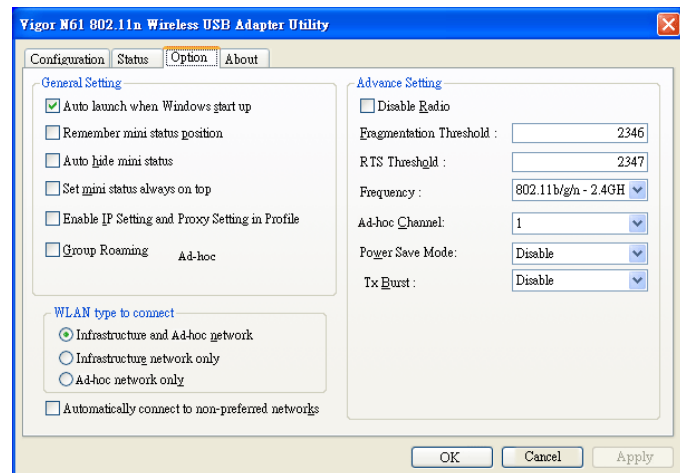 Vigor N61 802.11n Wireless USB Adapter Utility
Configuration Status Option About
General Setting
Auto launch when Windows start up
Remember mini status position
Auto hide mini status
Set mini status always on top
Enable IP Setting and Proxy Setting in Profile
Group Roaming Ad-hoc
WLAN type to connect
Infrastructure and Ad-hoc network
Infrastructure network only
Ad-hoc network only
Automatically connect to non-preferred networks
Advance Setting
Disable Radio
Fragmentation Threshold : 2346
RTS Threshold : 2347
Frequency : 802.11b/g/n - 2.4GH
Ad-hoc Channel: 1
Power Save Mode: Disable
Tx Burst : Disable
OK Cancel Apply